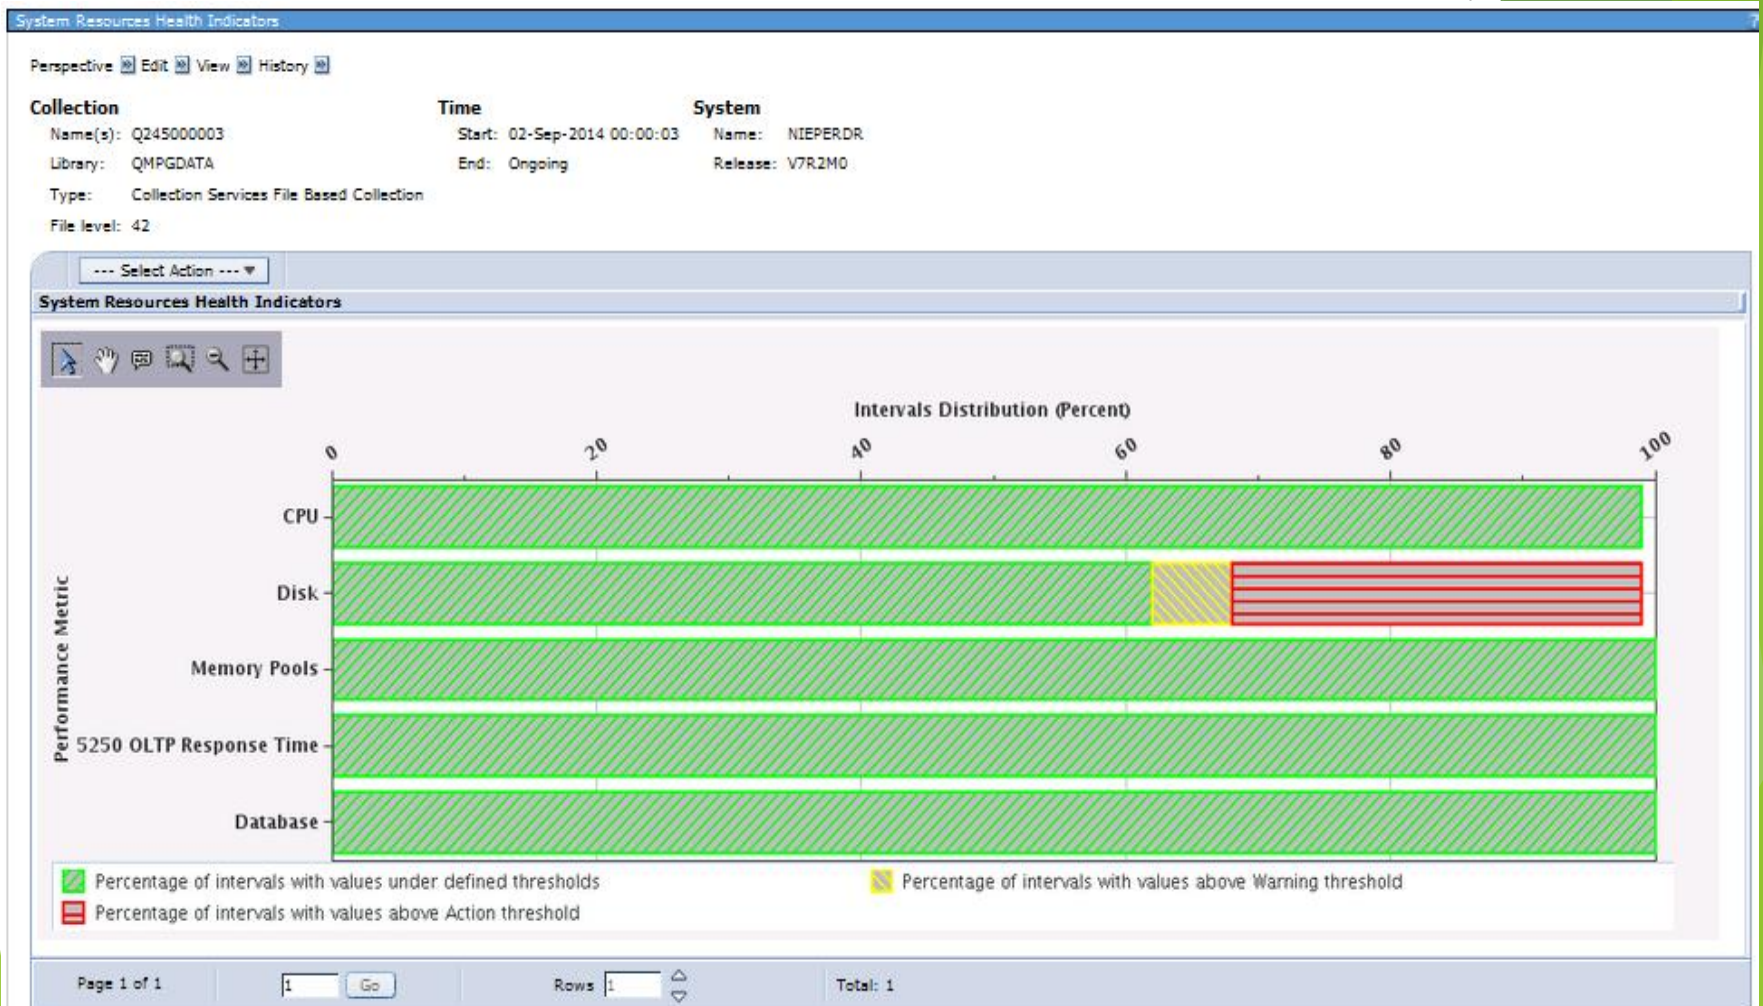 System Resources Health Indicators ?
Perspective Edit View History
Collection Time System
Name(s): Q245000003 Start: 02-Sep-2014 00:00:03 Name: NIEPERDR
Library: QMPGDATA End: Ongoing Release: V7R2M0
Type: Collection Services File Based Collection
File level: 42
--- Select Action ---
System Resources Health Indicators
Intervals Distribution (Percent)
0 20 40 60 80 100
Performance Metric
CPU
Disk
Memory Pools
5250 OLTP Response Time
Database
Percentage of intervals with values under defined thresholds Percentage of intervals with values above Warning threshold
Percentage of intervals with values above Action threshold
Page 1 of 1 1 Go Rows 1 Total: 1